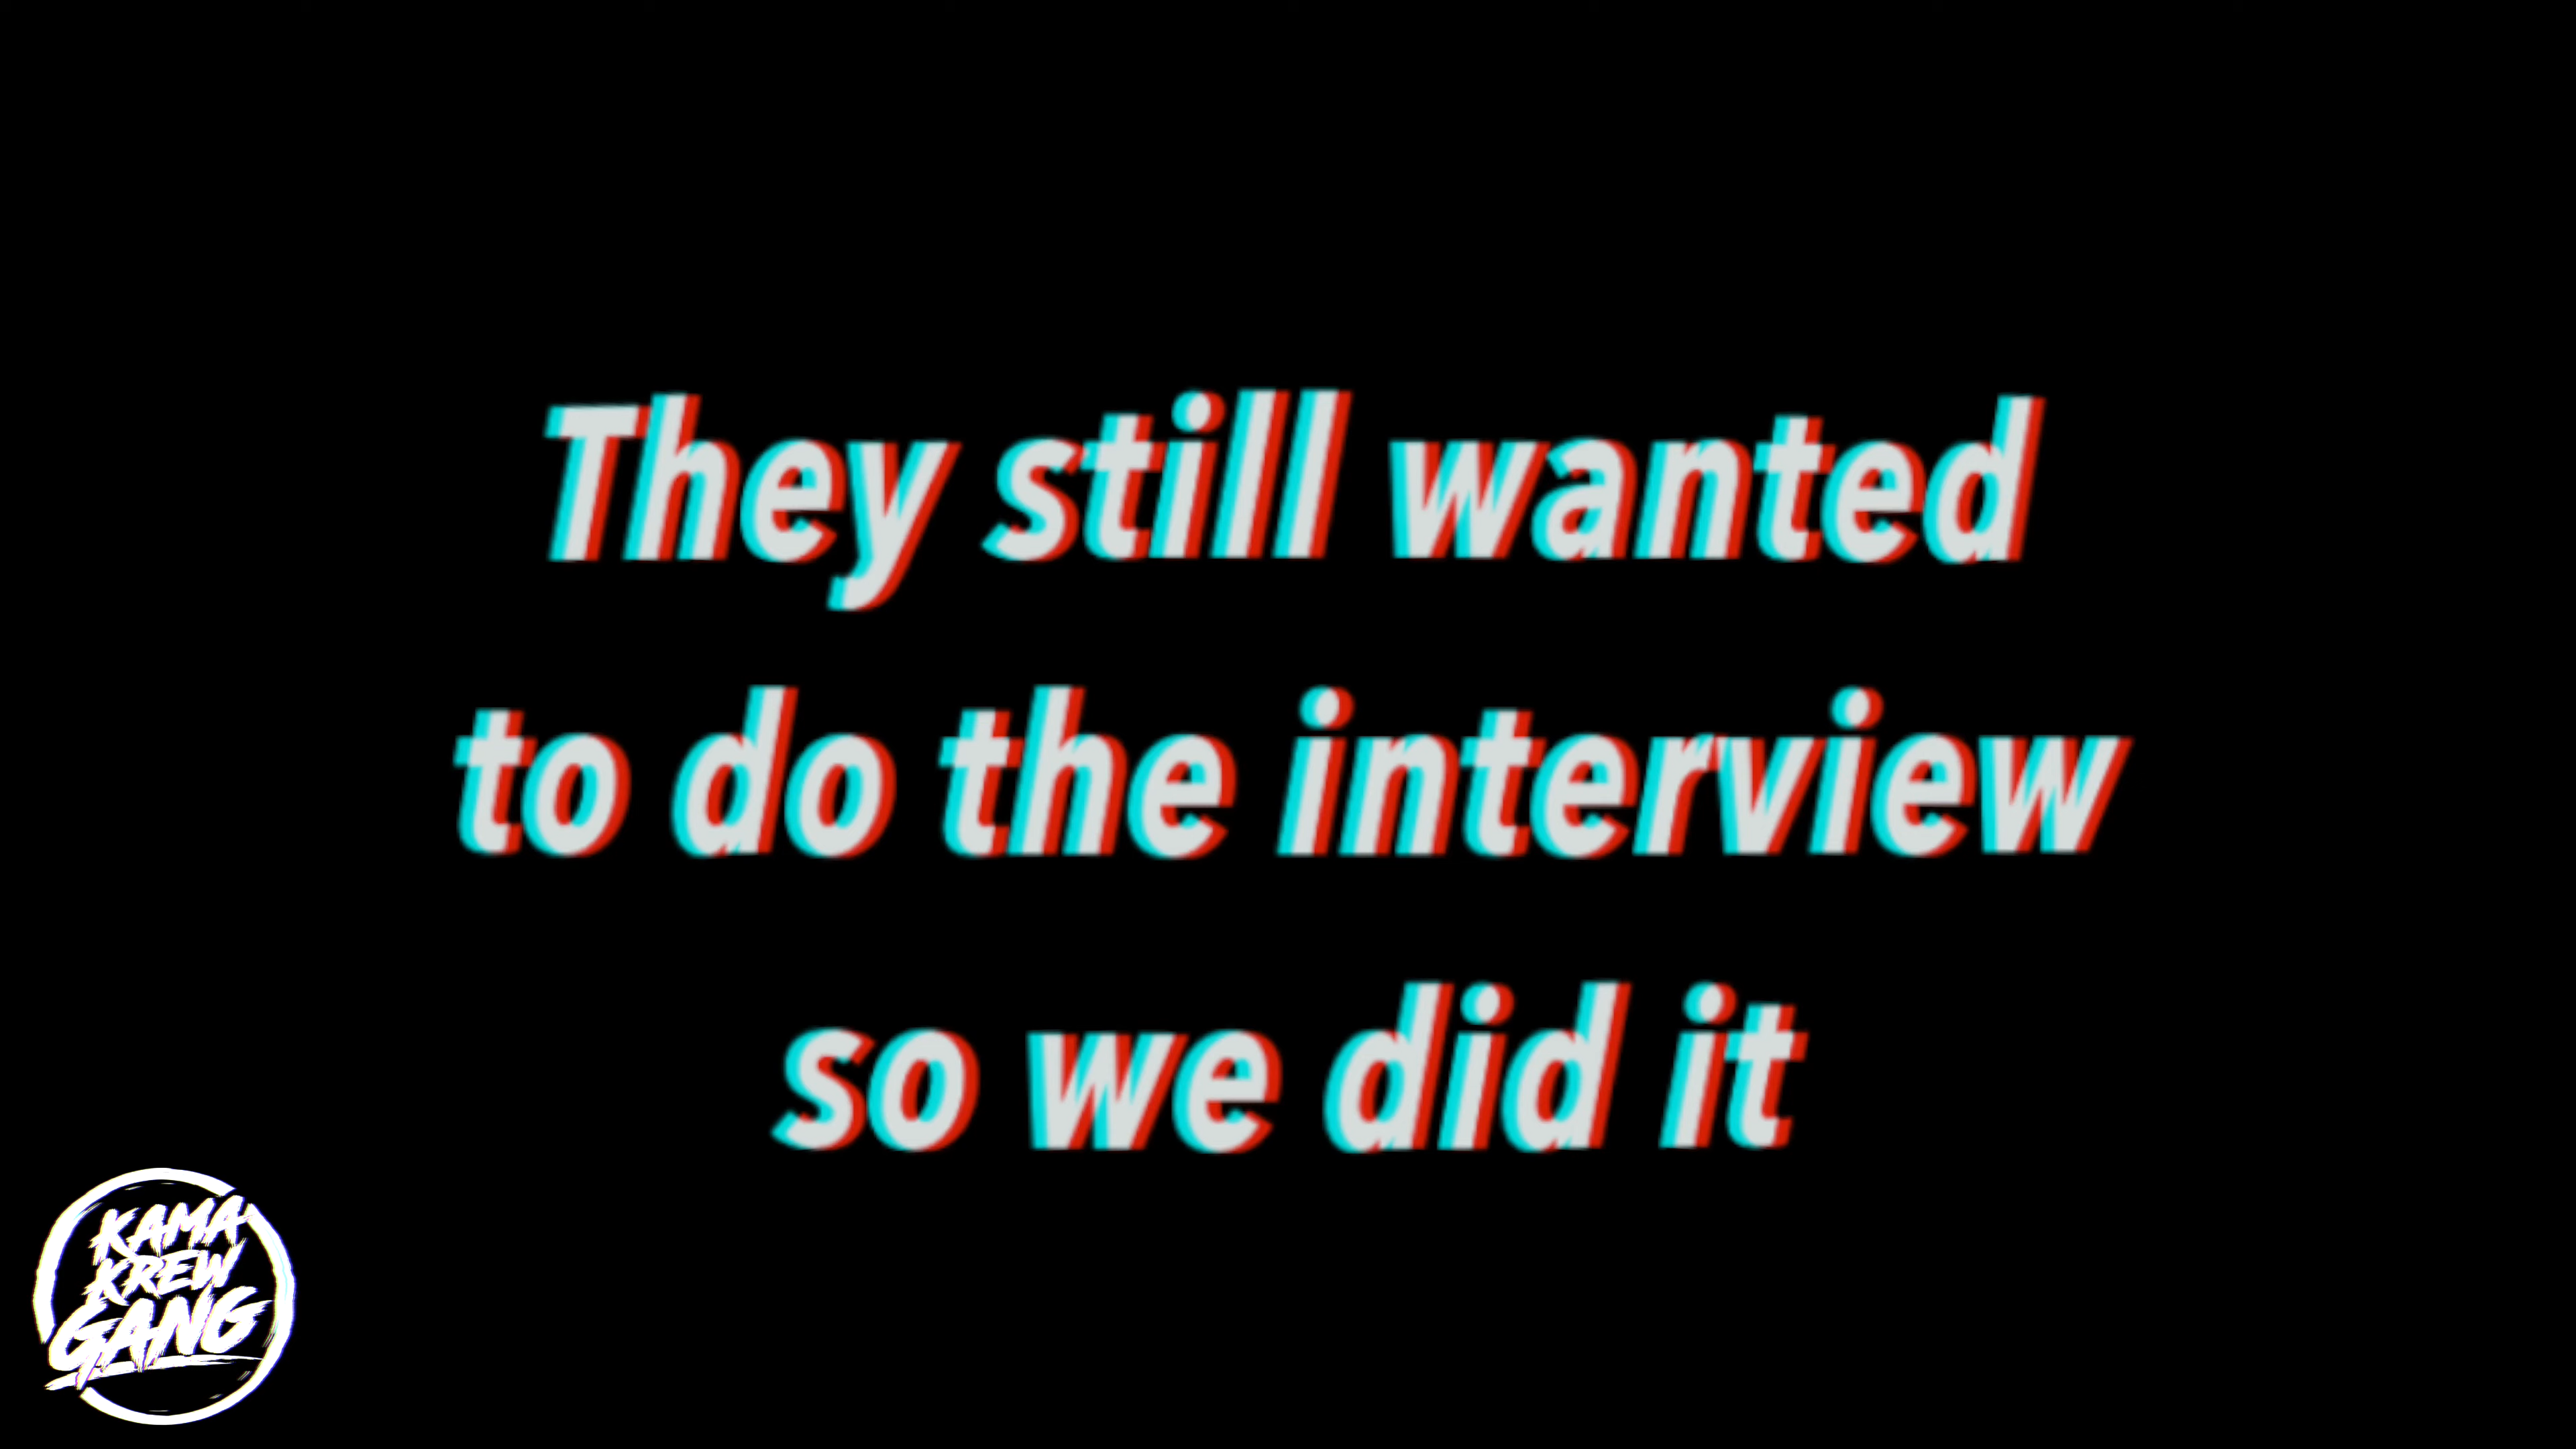 They still wanted
to do the interview
so we did it
KAMA
KREW
GANG